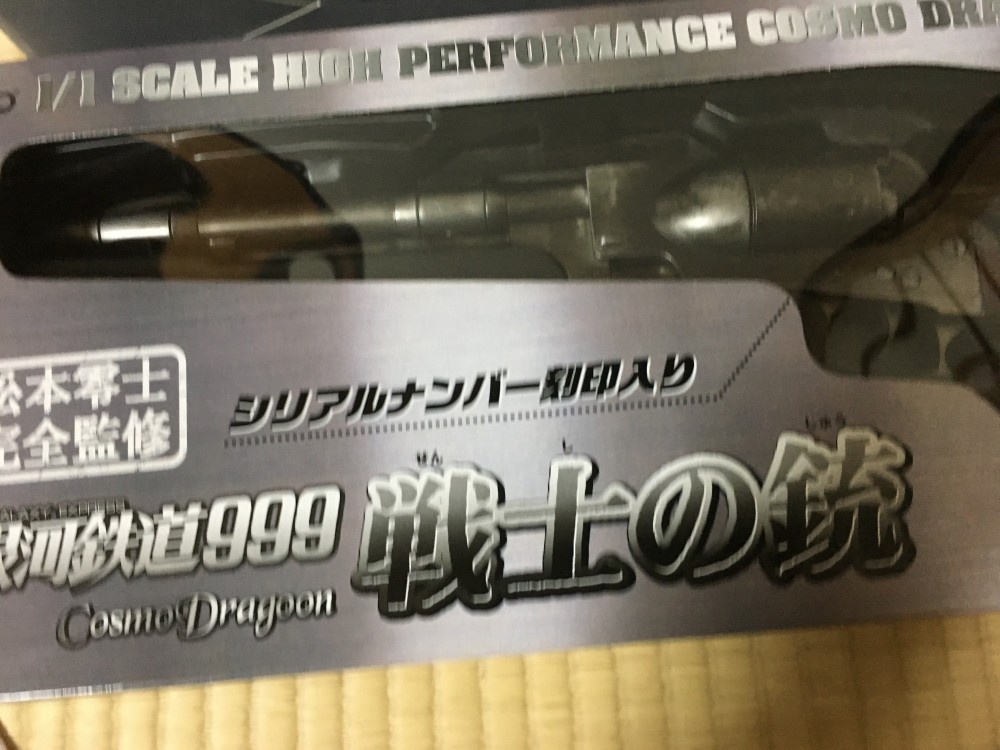 1/1 SCALE HIGH PERFORMANCE COSMO
松本零士
完全監修
シリアルナンバー刻印入り
銀河鉄道999
せん し じゅう
戦士の銃
Cosmo Dragoon